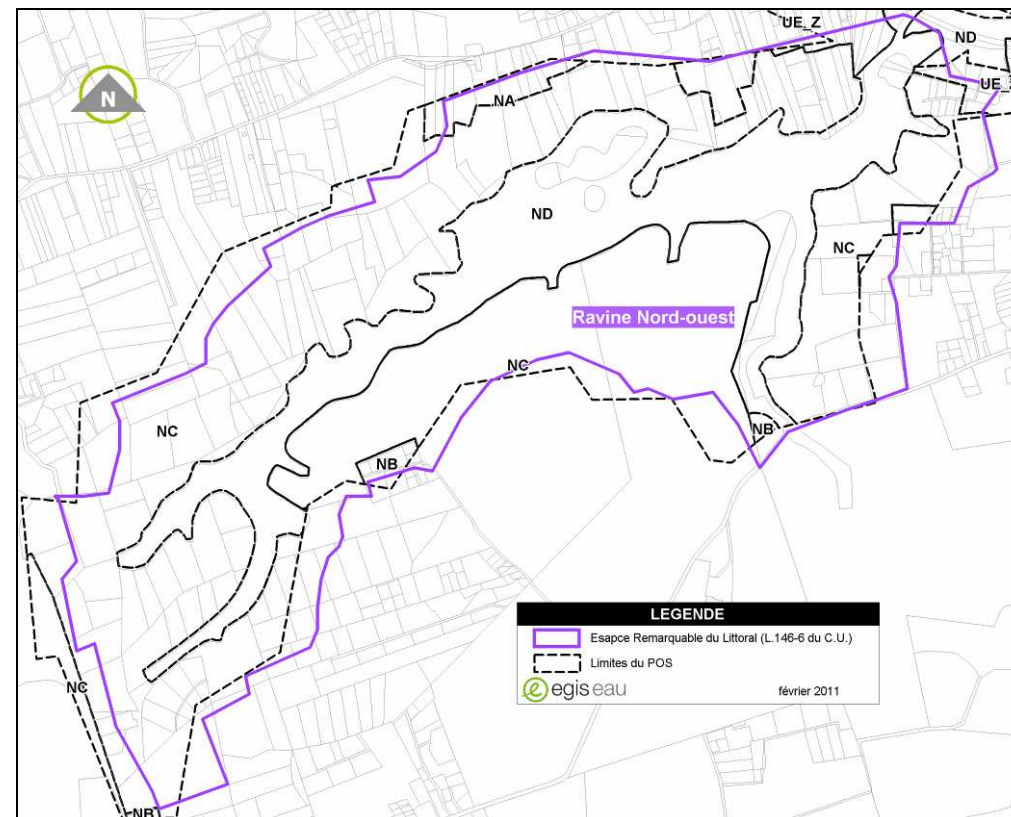 UE_Z
ND
UE_
N
NA
ND
NC
Ravine Nord-ouest
NC
NC
NB
NB
LEGENDE
Esapce Remarquable du Littoral (L.146-6 du C.U.)
Limites du POS
egis eau
février 2011
NC
NB